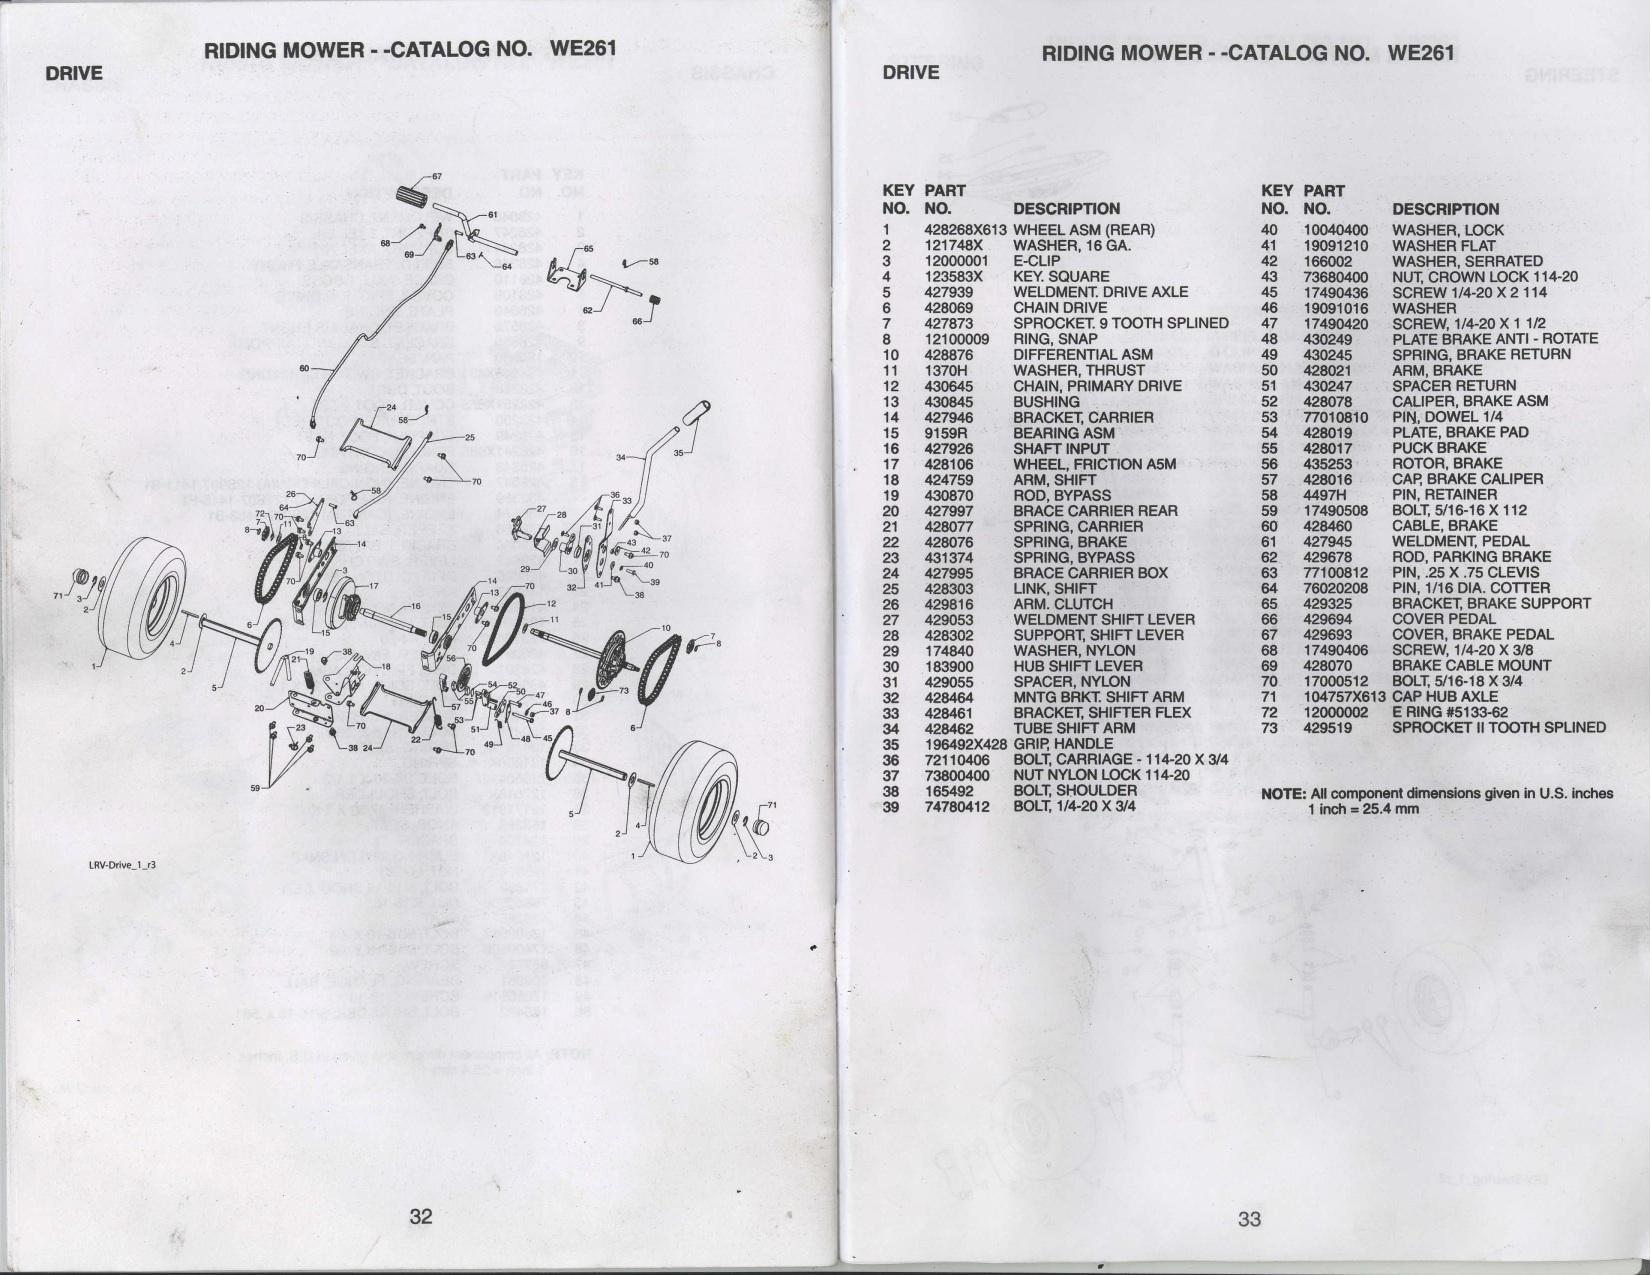 RIDING MOWER - -CATALOG NO. WE261
DRIVE
67
61
68
69
63
64
65
58
62
66
60
24
58
25
70
70
58
26
64
63
72
70
7
8
11
13
14
3
17
70
6
15
16
71
3
2
4
1
2
5
34
35
36
27
28
33
31
37
43
42
70
40
29
30
32
41
39
38
14
13
70
12
11
15
70
10
7
8
56
19
38
21
18
54
52
50
47
46
37
73
8
6
55
57
53
51
20
23
70
22
49
48
45
38
24
70
59
5
2
4
1
71
2
3
LRV-Drive_1_r3
32
RIDING MOWER - -CATALOG NO. WE261
DRIVE
KEY PART
NO. NO. DESCRIPTION
1 428268X613 WHEEL ASM (REAR)
2 121748X WASHER, 16 GA.
3 12000001 E-CLIP
4 123583X KEY. SQUARE
5 427939 WELDMENT. DRIVE AXLE
6 428069 CHAIN DRIVE
7 427873 SPROCKET. 9 TOOTH SPLINED
8 12100009 RING, SNAP
10 428876 DIFFERENTIAL ASM
11 1370H WASHER, THRUST
12 430645 CHAIN, PRIMARY DRIVE
13 430845 BUSHING
14 427946 BRACKET, CARRIER
15 9159R BEARING ASM
16 427926 SHAFT INPUT
17 428106 WHEEL, FRICTION A5M
18 424759 ARM, SHIFT
19 430870 ROD, BYPASS
20 427997 BRACE CARRIER REAR
21 428077 SPRING, CARRIER
22 428076 SPRING, BRAKE
23 431374 SPRING, BYPASS
24 427995 BRACE CARRIER BOX
25 428303 LINK, SHIFT
26 429816 ARM. CLUTCH
27 429053 WELDMENT SHIFT LEVER
28 428302 SUPPORT, SHIFT LEVER
29 174840 WASHER, NYLON
30 183900 HUB SHIFT LEVER
31 429055 SPACER, NYLON
32 428464 MNTG BRKT. SHIFT ARM
33 428461 BRACKET, SHIFTER FLEX
34 428462 TUBE SHIFT ARM
35 196492X428 GRIP, HANDLE
36 72110406 BOLT, CARRIAGE - 114-20 X 3/4
37 73800400 NUT NYLON LOCK 114-20
38 165492 BOLT, SHOULDER
39 74780412 BOLT, 1/4-20 X 3/4
KEY PART
NO. NO. DESCRIPTION
40 10040400 WASHER, LOCK
41 19091210 WASHER FLAT
42 166002 WASHER, SERRATED
43 73680400 NUT, CROWN LOCK 114-20
45 17490436 SCREW 1/4-20 X 2 114
46 19091016 WASHER
47 17490420 SCREW, 1/4-20 X 1 1/2
48 430249 PLATE BRAKE ANTI - ROTATE
49 430245 SPRING, BRAKE RETURN
50 428021 ARM, BRAKE
51 430247 SPACER RETURN
52 428078 CALIPER, BRAKE ASM
53 77010810 PIN, DOWEL 1/4
54 428019 PLATE, BRAKE PAD
55 428017 PUCK BRAKE
56 435253 ROTOR, BRAKE
57 428016 CAP, BRAKE CALIPER
58 4497H PIN, RETAINER
59 17490508 BOLT, 5/16-16 X 112
60 428460 CABLE, BRAKE
61 427945 WELDMENT, PEDAL
62 429678 ROD, PARKING BRAKE
63 77100812 PIN, .25 X .75 CLEVIS
64 76020208 PIN, 1/16 DIA. COTTER
65 429325 BRACKET, BRAKE SUPPORT
66 429694 COVER PEDAL
67 429693 COVER, BRAKE PEDAL
68 17490406 SCREW, 1/4-20 X 3/8
69 428070 BRAKE CABLE MOUNT
70 17000512 BOLT, 5/16-18 X 3/4
71 104757X613 CAP HUB AXLE
72 12000002 E RING #5133-62
73 429519 SPROCKET II TOOTH SPLINED
NOTE: All component dimensions given in U.S. inches
1 inch = 25.4 mm
33